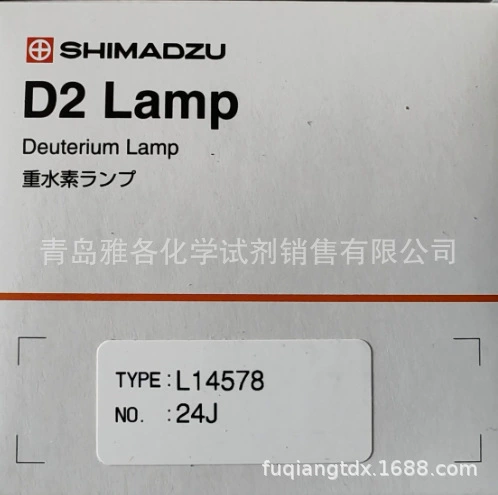 SHIMADZU
D2 Lamp
Deuterium Lamp
重水素ランプ
青岛雅各化学试剂销售有限公司
TYPE:L14578
NO. :24J
fuqiangtdx.1688.com